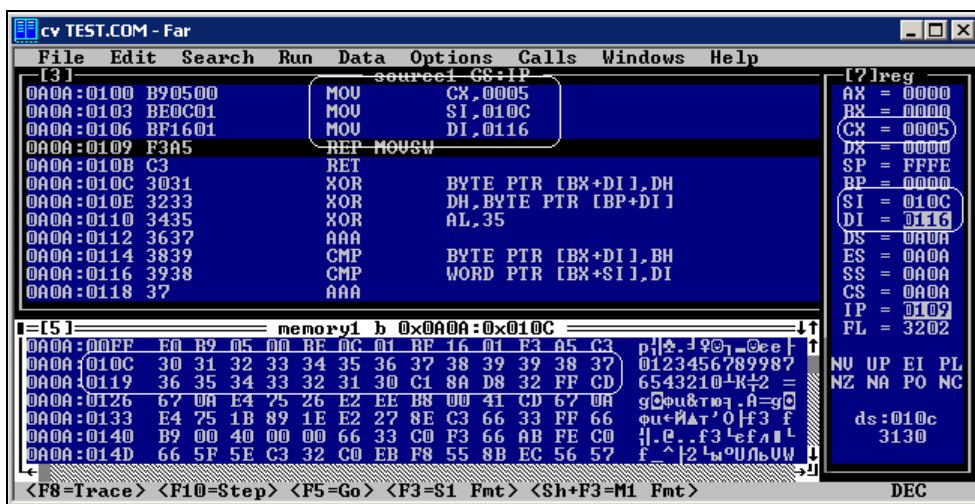 cv TEST.COM - Far
File Edit Search Run Data Options Calls Windows Help
[3] source1 CS:IP
0A0A:0100 B90500 MOV CX,0005
0A0A:0103 BE0C01 MOV SI,010C
0A0A:0106 BF1601 MOV DI,0116
0A0A:0109 F3A5 REP MOVSW
0A0A:010B C3 RET
0A0A:010C 3031 XOR BYTE PTR [BX+DI],DH
0A0A:010E 3233 XOR DH,BYTE PTR [BP+DI]
0A0A:0110 3435 XOR AL,35
0A0A:0112 3637 AAA
0A0A:0114 3839 CMP BYTE PTR [BX+DI],BH
0A0A:0116 3938 CMP WORD PTR [BX+SI],DI
0A0A:0118 37 AAA
[7]reg
AX = 0000
BX = 0000
CX = 0005
DX = 0000
SP = FFFE
BP = 0000
SI = 010C
DI = 0116
DS = 0A0A
ES = 0A0A
SS = 0A0A
CS = 0A0A
IP = 0109
FL = 3202
NV UP EI PL
NZ NA PO NC
ds:010c
3130
[5] memory1 b 0x0A0A:0x010C
0A0A:00FF E0 B9 05 00 BE 0C 01 BF 16 01 F3 A5 C3
0A0A:010C 30 31 32 33 34 35 36 37 38 39 39 38 37 0123456789987
0A0A:0119 36 35 34 33 32 31 30 C1 8A D8 32 FF CD 6543210┴К╪2 =
0A0A:0126 67 0A E4 75 26 E2 EE B8 00 41 CD 67 0A
0A0A:0133 E4 75 1B 89 1E E2 27 8E C3 66 33 FF 66
0A0A:0140 B9 00 40 00 00 66 33 C0 F3 66 AB FE C0
0A0A:014D 66 5F 5E C3 32 C0 EB F8 55 8B EC 56 57 f_^├2└ы°UЛьVW
<F8=Trace> <F10=Step> <F5=Go> <F3=S1 Fmt> <Sh+F3=M1 Fmt> DEC